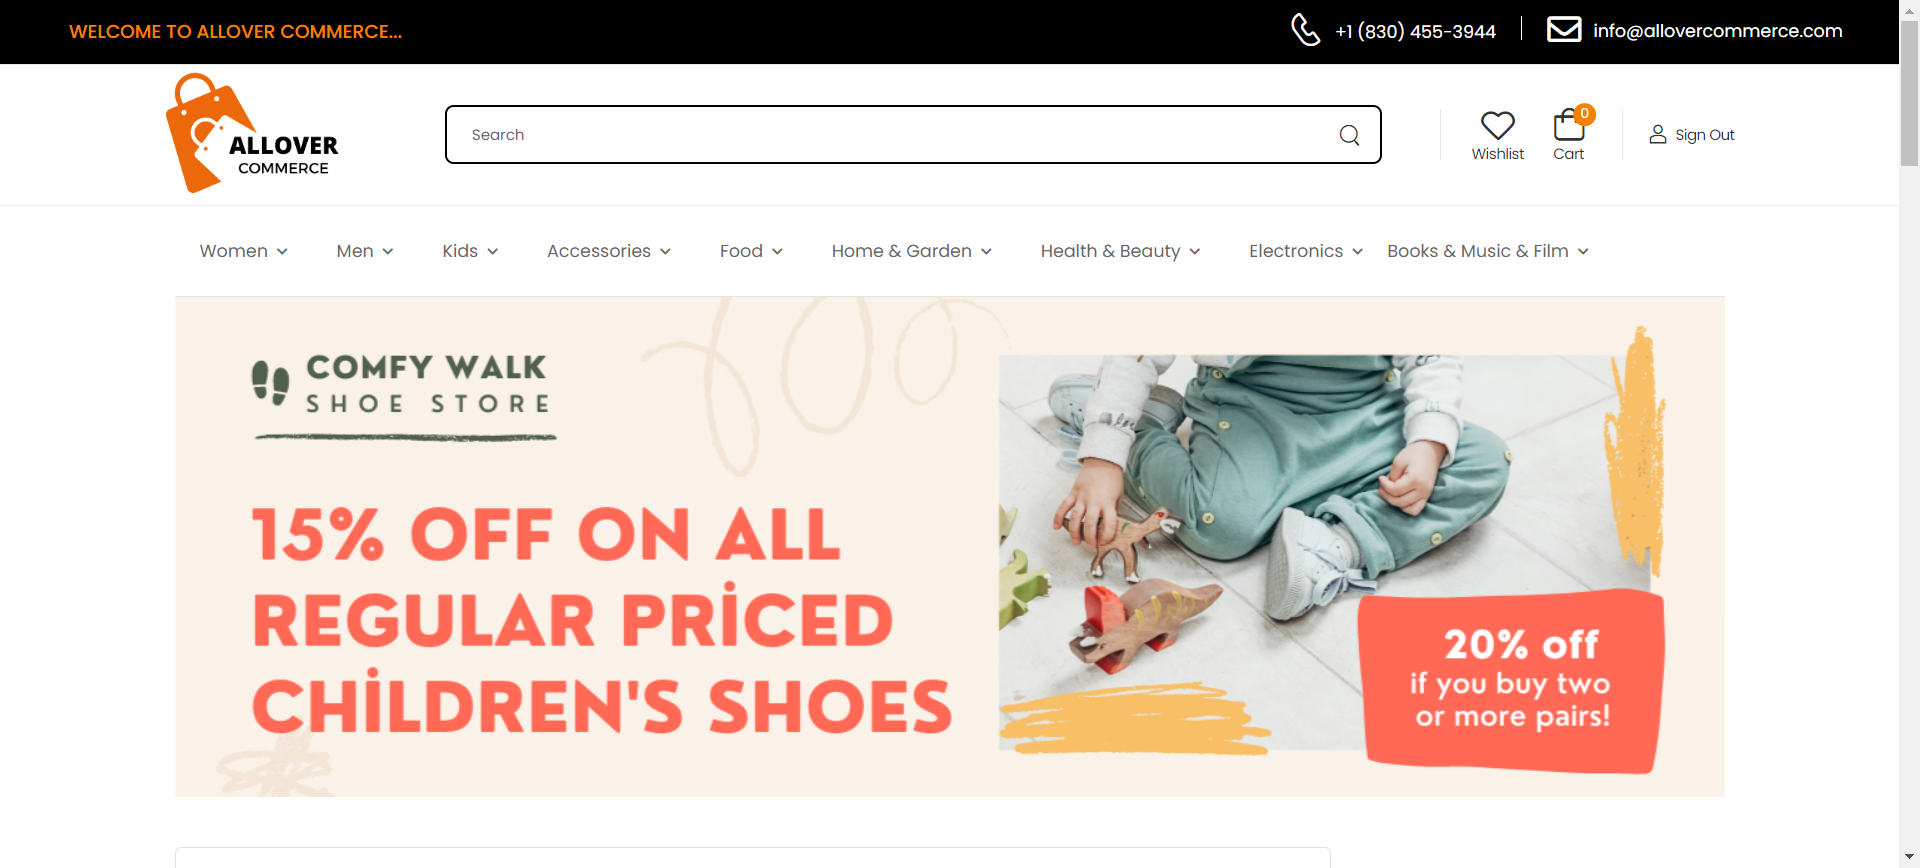 WELCOME TO ALLOVER COMMERCE...
+1 (830) 455-3944
info@allovercommerce.com
ALLOVER
COMMERCE
Search
Wishlist
0
Cart
Sign Out
Women
Men
Kids
Accessories
Food
Home & Garden
Health & Beauty
Electronics
Books & Music & Film
COMFY WALK
SHOE STORE
15% OFF ON ALL
REGULAR PRİCED
CHİLDREN'S SHOES
20% off
if you buy two
or more pairs!